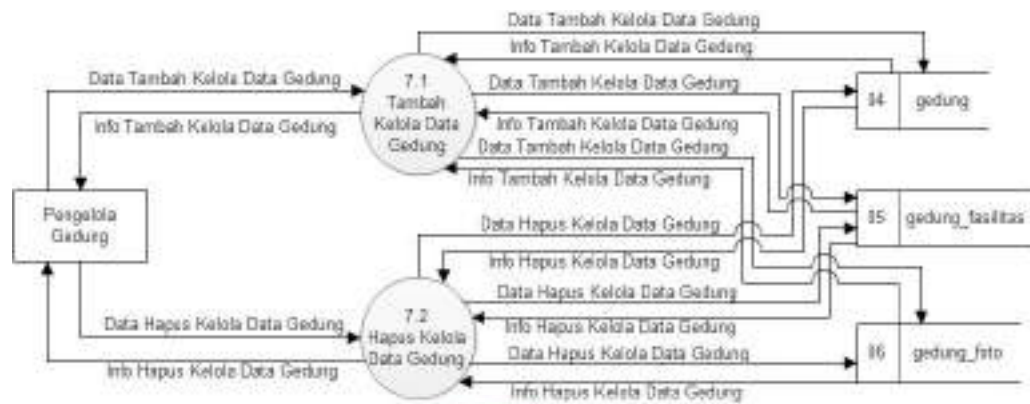 Data Tambah Kelola Data Gedung
Info Tambah Kelola Data Gedung
Data Tambah Kelola Data Gedung
Info Tambah Kelola Data Gedung
7.1
Tambah
Kelola Data
Gedung
Data Tambah Kelola Data Gedung
Info Tambah Kelola Data Gedung
Data Tambah Kelola Data Gedung
Info Tambah Kelola Data Gedung
04
gedung
Pengelola
Gedung
05
gedung_fasilitas
Data Hapus Kelola Data Gedung
Info Hapus Kelola Data Gedung
Data Hapus Kelola Data Gedung
Info Hapus Kelola Data Gedung
7.2
Hapus Kelola
Data Gedung
Data Hapus Kelola Data Gedung
Info Hapus Kelola Data Gedung
Data Hapus Kelola Data Gedung
Info Hapus Kelola Data Gedung
06
gedung_foto